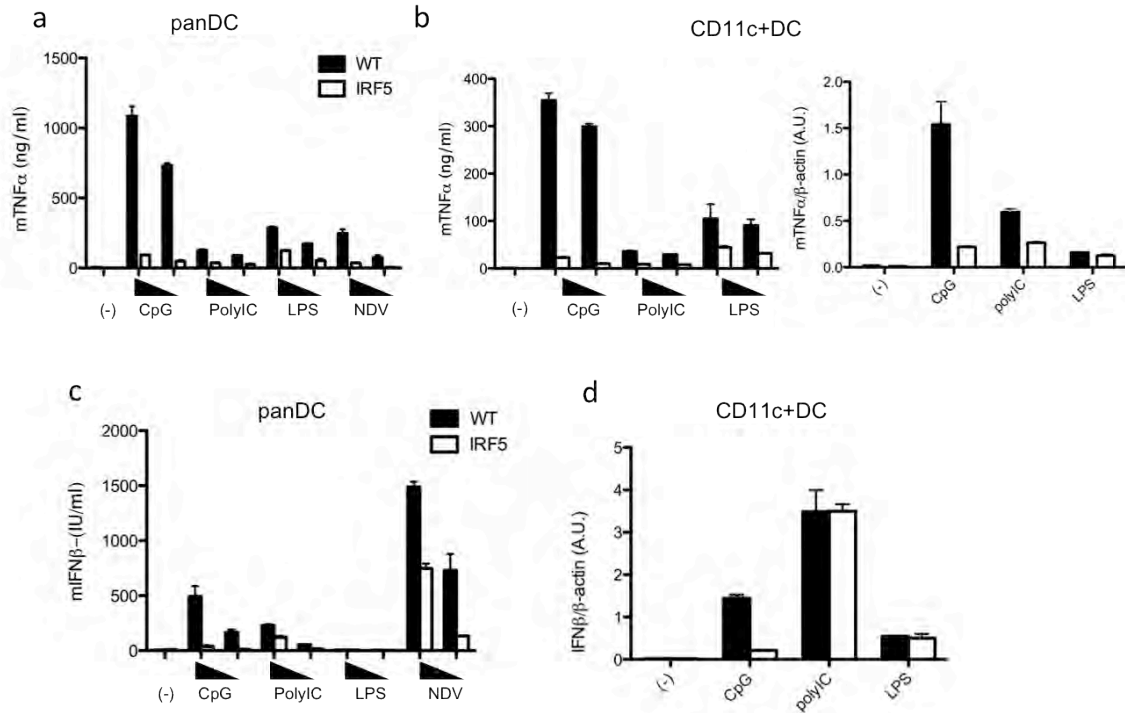 a
panDC
mTNFα (ng/ml)
1500
1000
500
0
WT
IRF5
(-) CpG PolyIC LPS NDV
b
CD11c+DC
mTNFα (ng/ml)
400
300
200
100
0
(-) CpG PolyIC LPS
mTNFα/β-actin (A.U.)
2.0
1.5
1.0
0.5
0.0
(-) CpG polyIC LPS
c
panDC
mIFNβ-(IU/ml)
2000
1500
1000
500
0
WT
IRF5
(-) CpG PolyIC LPS NDV
d
CD11c+DC
IFNβ/β-actin (A.U.)
5
4
3
2
1
0
(-) CpG polyIC LPS